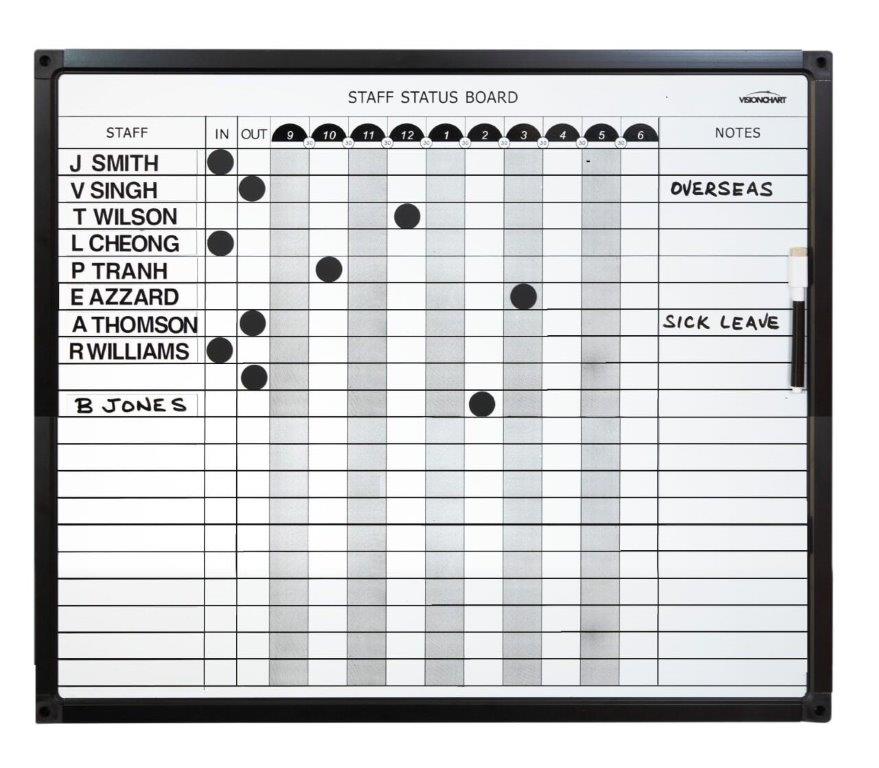 STAFF STATUS BOARD
VISIONCHART
STAFF IN OUT 9 10 11 12 1 2 3 4 5 6 NOTES
30 30 30 30 30 30 30 30 30
J SMITH
V SINGH OVERSEAS
T WILSON
L CHEONG
P TRANH
E AZZARD
A THOMSON SICK LEAVE
R WILLIAMS
B JONES